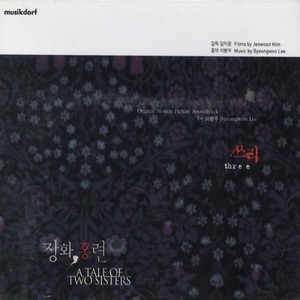 musikdorf
감독 김지운 Films by Jeewoon Kim
음악 이병우 Music by Byeongwoo Lee
Original Motion Picture Soundtrack
by 이병우 Byeongwoo Lee
쓰리
three
장화, 홍련
A TALE OF
TWO SISTERS